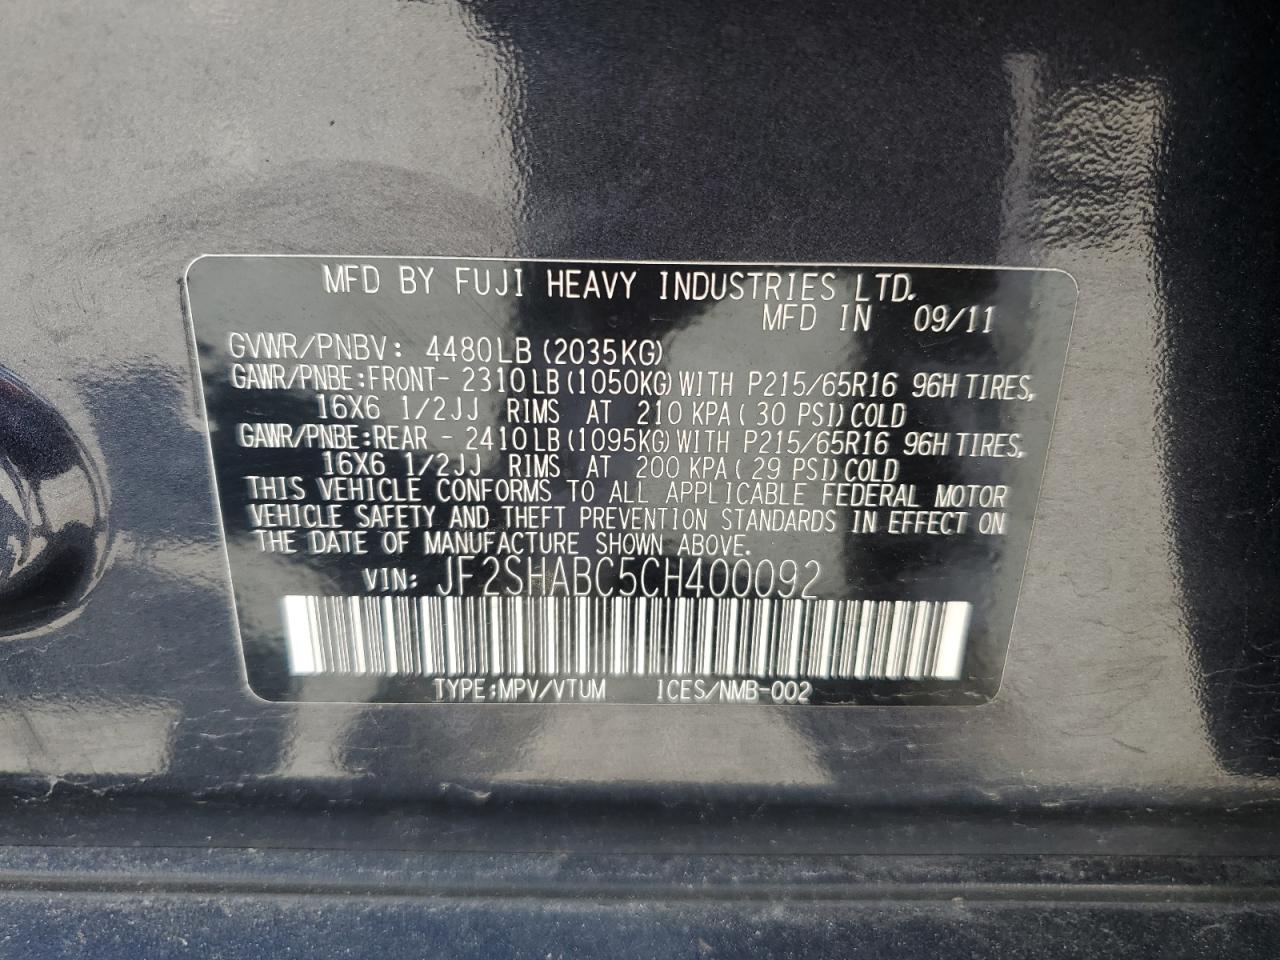 MFD BY FUJI HEAVY INDUSTRIES LTD.
MFD IN 09/11
GVWR/PNBV: 4480LB (2035KG)
GAWR/PNBE:FRONT- 2310LB (1050KG) WITH P215/65R16 96H TIRES,
16X6 1/2JJ RIMS AT 210 KPA ( 30 PSI) COLD
GAWR/PNBE:REAR - 2410LB (1095KG) WITH P215/65R16 96H TIRES,
16X6 1/2JJ RIMS AT 200 KPA ( 29 PSI) COLD
THIS VEHICLE CONFORMS TO ALL APPLICABLE FEDERAL MOTOR
VEHICLE SAFETY AND THEFT PREVENTION STANDARDS IN EFFECT ON
THE DATE OF MANUFACTURE SHOWN ABOVE.
VIN: JF2SHABC5CH400092
TYPE:MPV/VTUM ICES/NMB-002